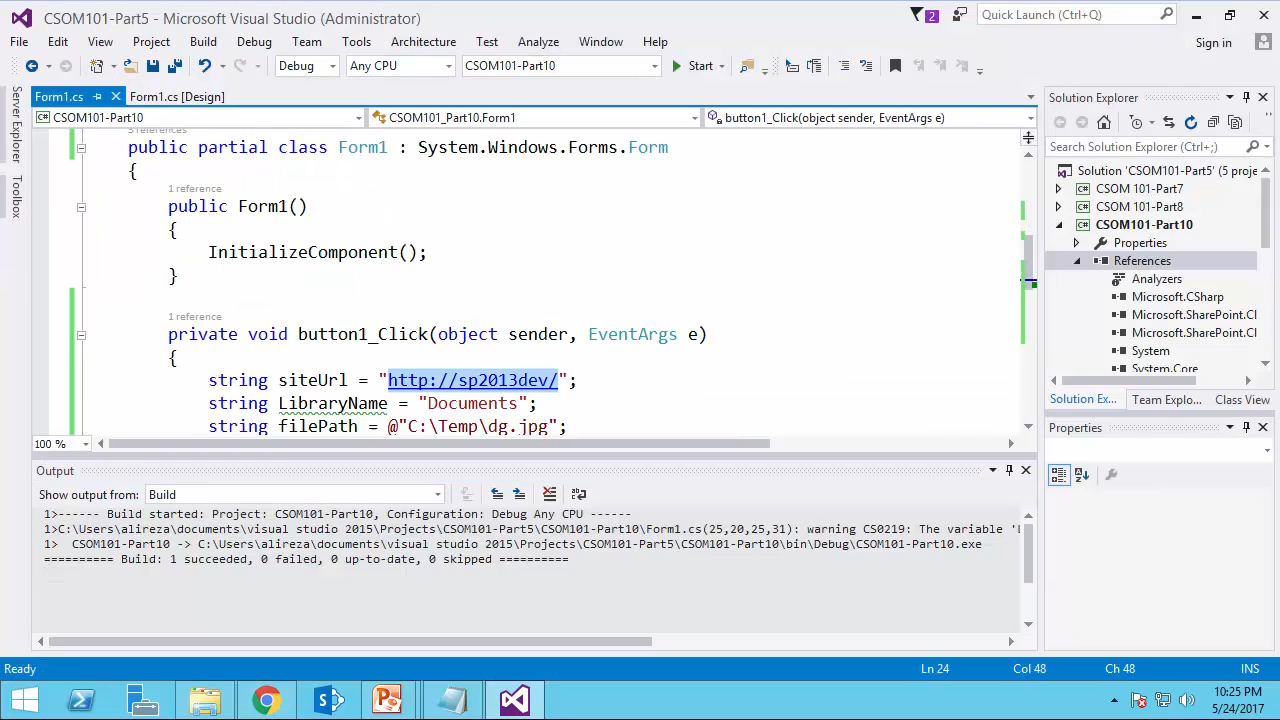 CSOM101-Part5 - Microsoft Visual Studio (Administrator)
2
Quick Launch (Ctrl+Q)
File Edit View Project Build Debug Team Tools Architecture Test Analyze Window Help
Sign in
Debug Any CPU CSOM101-Part10 Start
Server Explorer
Toolbox
Form1.cs Form1.cs [Design]
CSOM101-Part10 CSOM101_Part10.Form1 button1_Click(object sender, EventArgs e)
public partial class Form1 : System.Windows.Forms.Form
{
1 reference
public Form1()
{
InitializeComponent();
}
1 reference
private void button1_Click(object sender, EventArgs e)
{
string siteUrl = "http://sp2013dev/";
string LibraryName = "Documents";
string filePath = @"C:\Temp\dg.jpg";
100 %
Output
Show output from: Build
1>------ Build started: Project: CSOM101-Part10, Configuration: Debug Any CPU ------
1>C:\Users\alireza\documents\visual studio 2015\Projects\CSOM101-Part5\CSOM101-Part10\Form1.cs(25,20,25,31): warning CS0219: The variable
1> CSOM101-Part10 -> C:\Users\alireza\documents\visual studio 2015\Projects\CSOM101-Part5\CSOM101-Part10\bin\Debug\CSOM101-Part10.exe
========== Build: 1 succeeded, 0 failed, 0 up-to-date, 0 skipped ==========
Solution Explorer
Search Solution Explorer (Ctrl+;)
Solution 'CSOM101-Part5' (5 proje
CSOM 101-Part7
CSOM 101-Part8
CSOM101-Part10
Properties
References
Analyzers
Microsoft.CSharp
Microsoft.SharePoint.Cl
Microsoft.SharePoint.Cl
System
System.Core
Solution Ex... Team Explo... Class View
Properties
Ready Ln 24 Col 48 Ch 48 INS
10:25 PM
5/24/2017